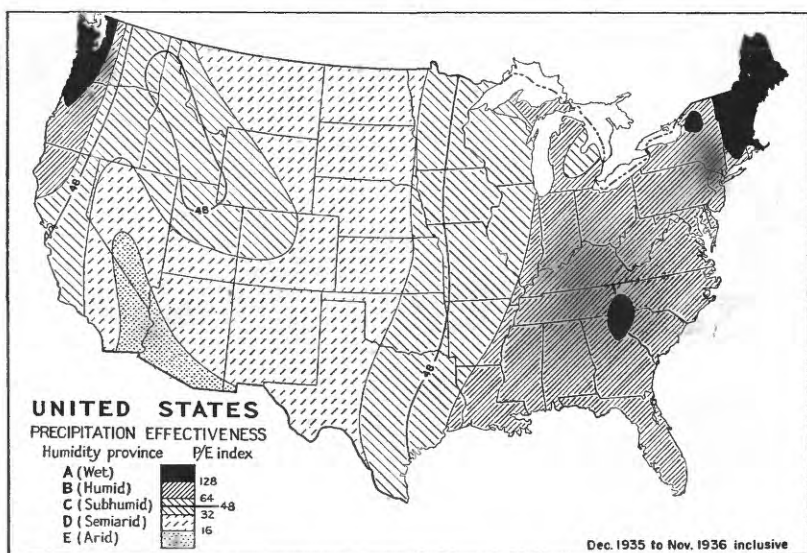 48
48
48
UNITED STATES
PRECIPITATION EFFECTIVENESS
Humidity province P/E index
A (Wet)
128
B (Humid)
64
C (Subhumid) 48
32
D (Semiarid)
16
E (Arid)
Dec. 1935 to Nov. 1936 inclusive